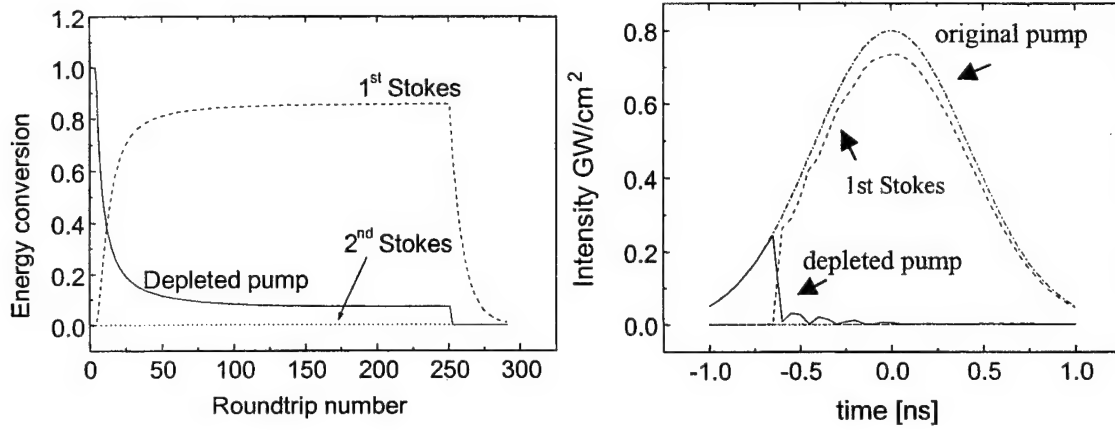 Energy conversion
1.2
1.0
0.8
0.6
0.4
0.2
0.0
1st Stokes
2nd Stokes
Depleted pump
0
50
100
150
200
250
300
Roundtrip number
Intensity GW/cm2
0.8
0.6
0.4
0.2
0.0
original pump
1st Stokes
depleted pump
-1.0
-0.5
0.0
0.5
1.0
time [ns]